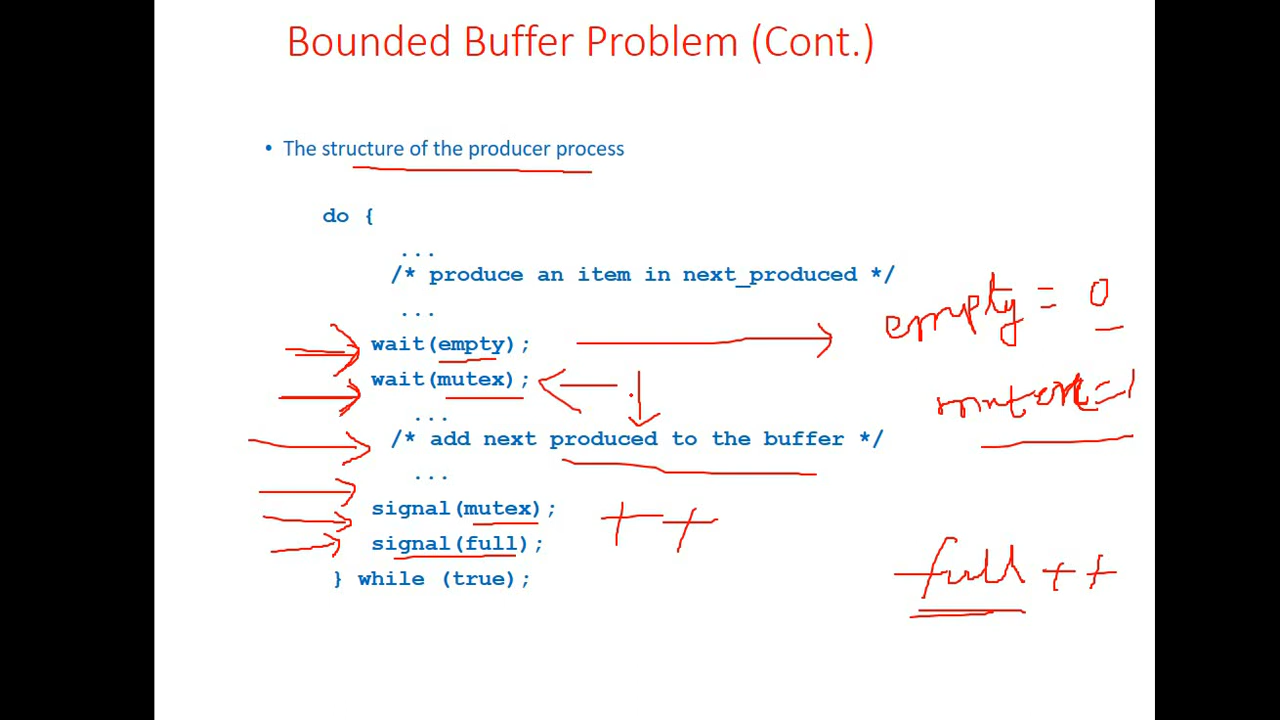 Bounded Buffer Problem (Cont.)
• The structure of the producer process
do {
...
/* produce an item in next_produced */
...
wait(empty);
empty = 0
wait(mutex);
mutex = 1
...
/* add next produced to the buffer */
...
signal(mutex);
++
signal(full);
full ++
} while (true);